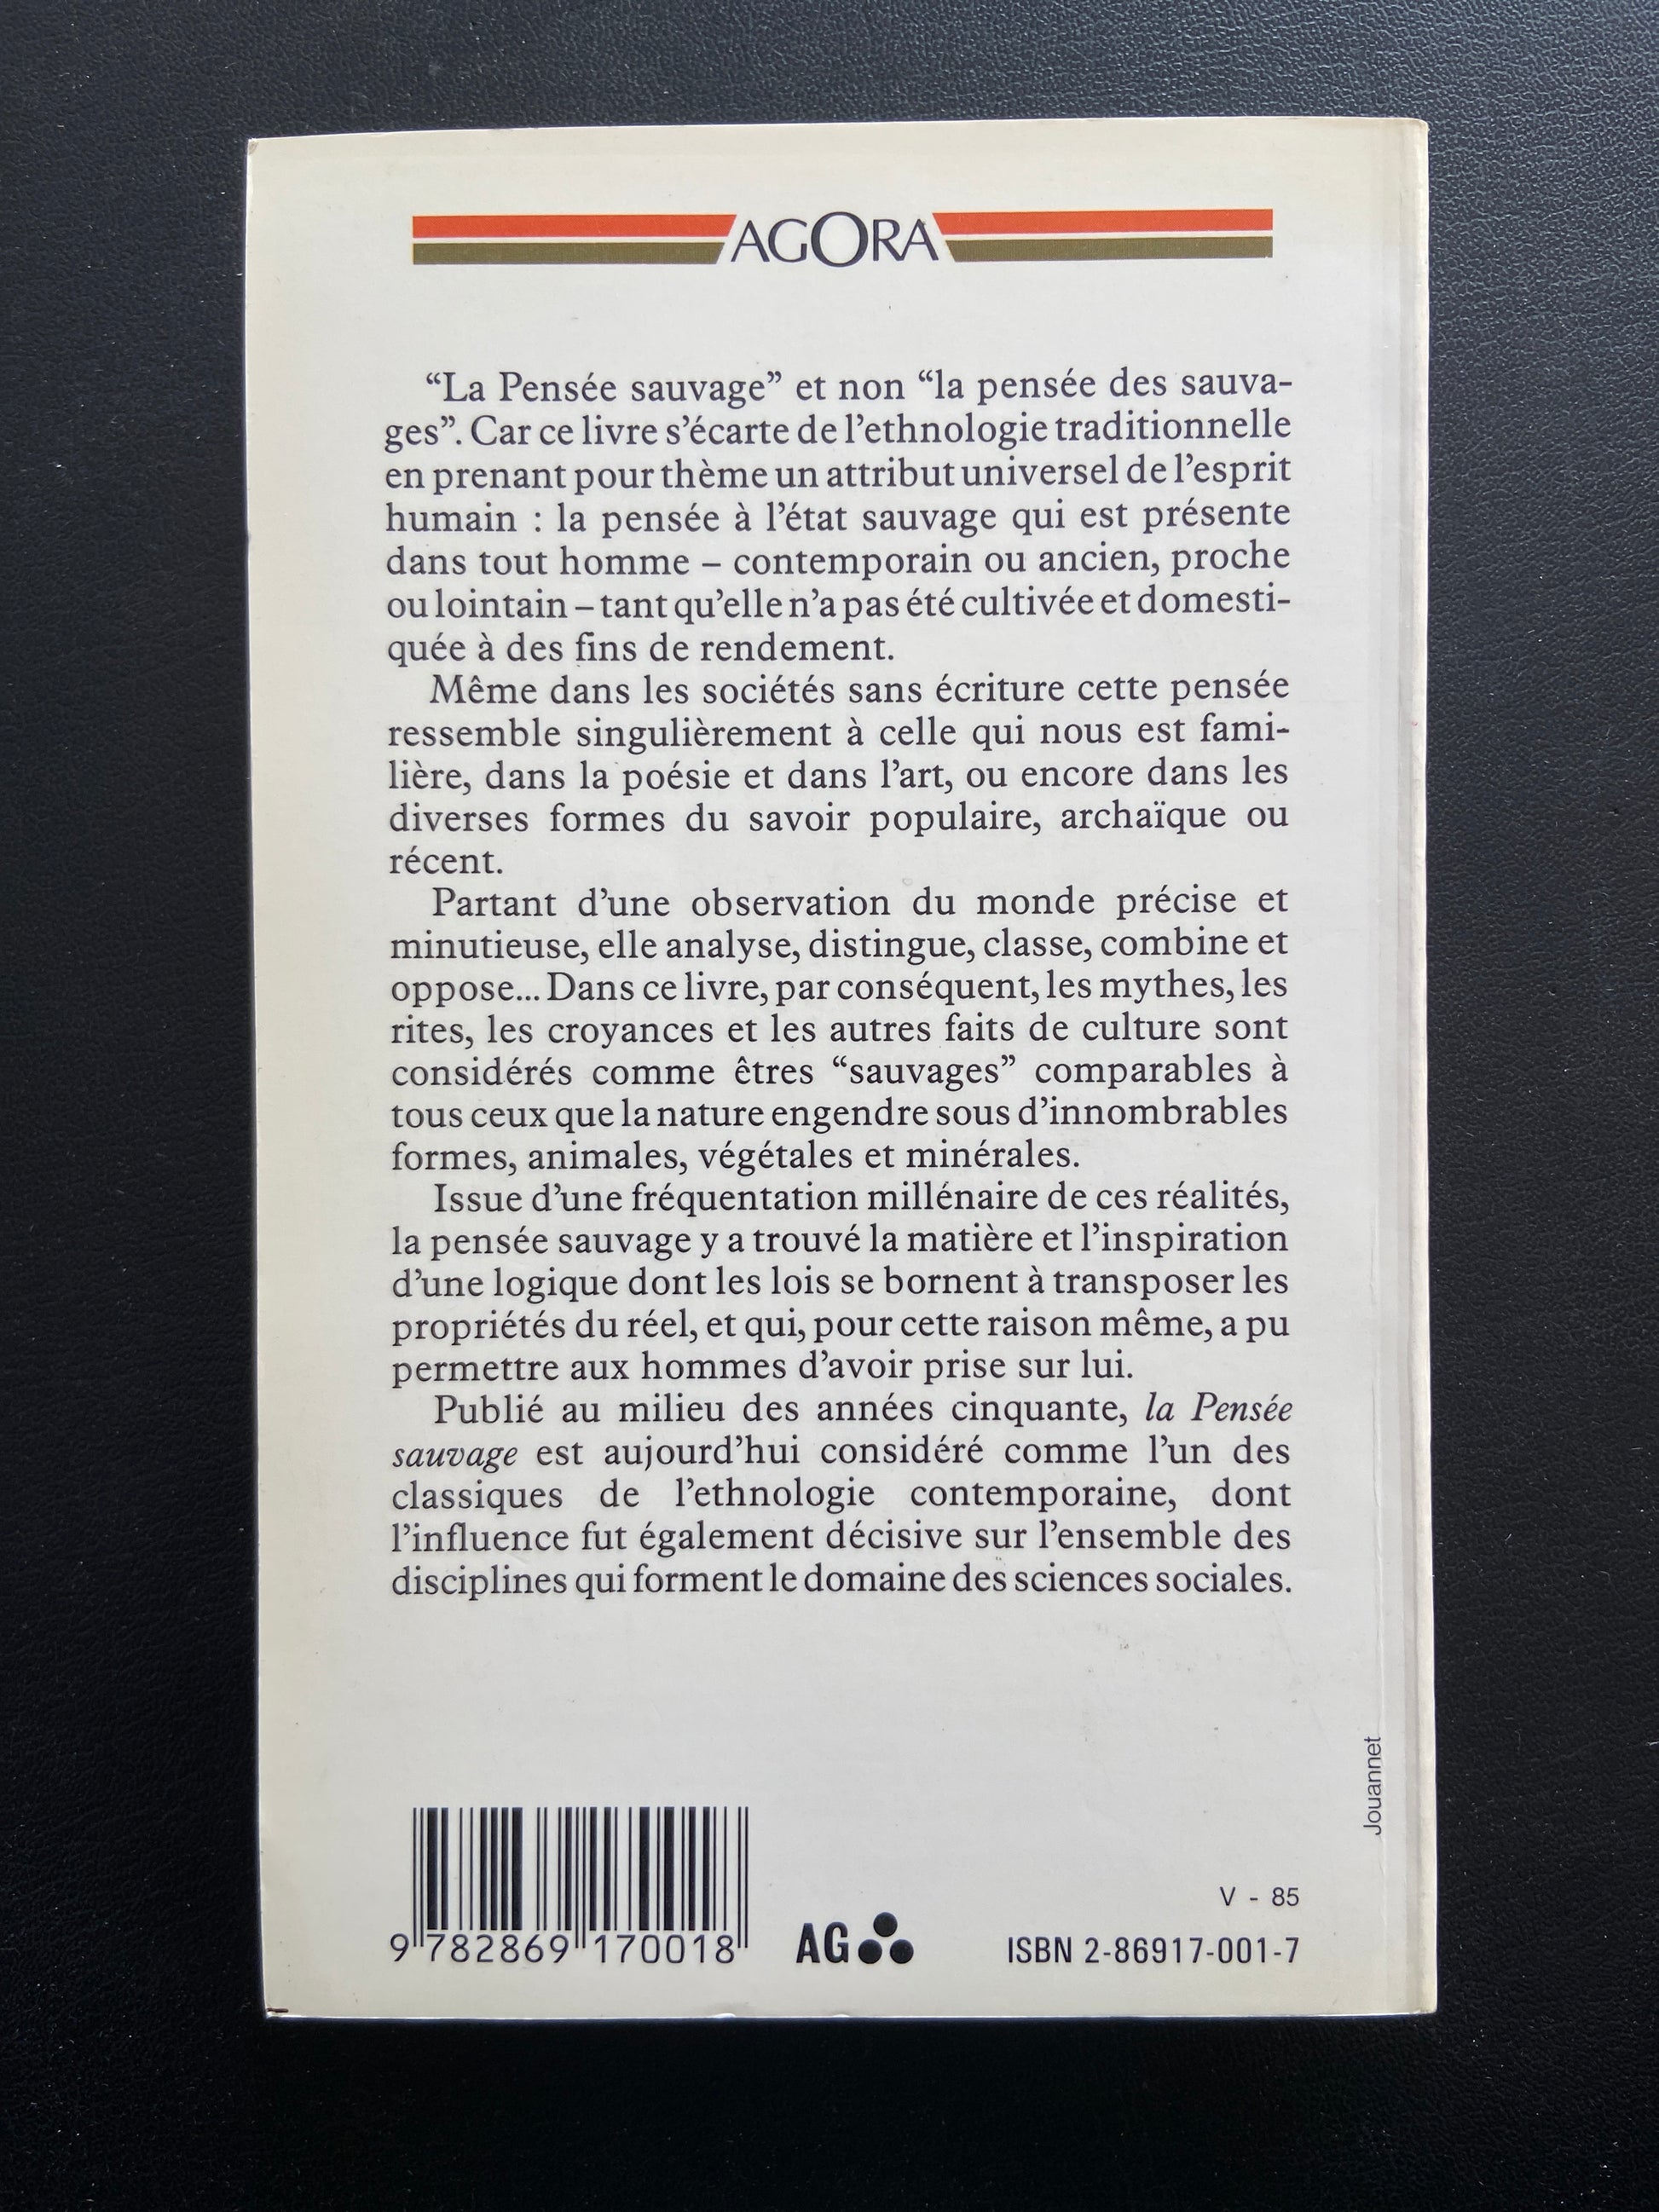 AGORA
“La Pensée sauvage” et non “la pensée des sauva-
ges”. Car ce livre s’écarte de l’ethnologie traditionnelle
en prenant pour thème un attribut universel de l’esprit
humain : la pensée à l’état sauvage qui est présente
dans tout homme – contemporain ou ancien, proche
ou lointain – tant qu’elle n’a pas été cultivée et domesti-
quée à des fins de rendement.
Même dans les sociétés sans écriture cette pensée
ressemble singulièrement à celle qui nous est fami-
lière, dans la poésie et dans l’art, ou encore dans les
diverses formes du savoir populaire, archaïque ou
récent.
Partant d’une observation du monde précise et
minutieuse, elle analyse, distingue, classe, combine et
oppose... Dans ce livre, par conséquent, les mythes, les
rites, les croyances et les autres faits de culture sont
considérés comme êtres “sauvages” comparables à
tous ceux que la nature engendre sous d’innombrables
formes, animales, végétales et minérales.
Issue d’une fréquentation millénaire de ces réalités,
la pensée sauvage y a trouvé la matière et l’inspiration
d’une logique dont les lois se bornent à transposer les
propriétés du réel, et qui, pour cette raison même, a pu
permettre aux hommes d’avoir prise sur lui.
Publié au milieu des années cinquante, la Pensée
sauvage est aujourd’hui considéré comme l’un des
classiques de l’ethnologie contemporaine, dont
l’influence fut également décisive sur l’ensemble des
disciplines qui forment le domaine des sciences sociales.
Jouannet
V - 85
9 782869 170018
AG
ISBN 2-86917-001-7